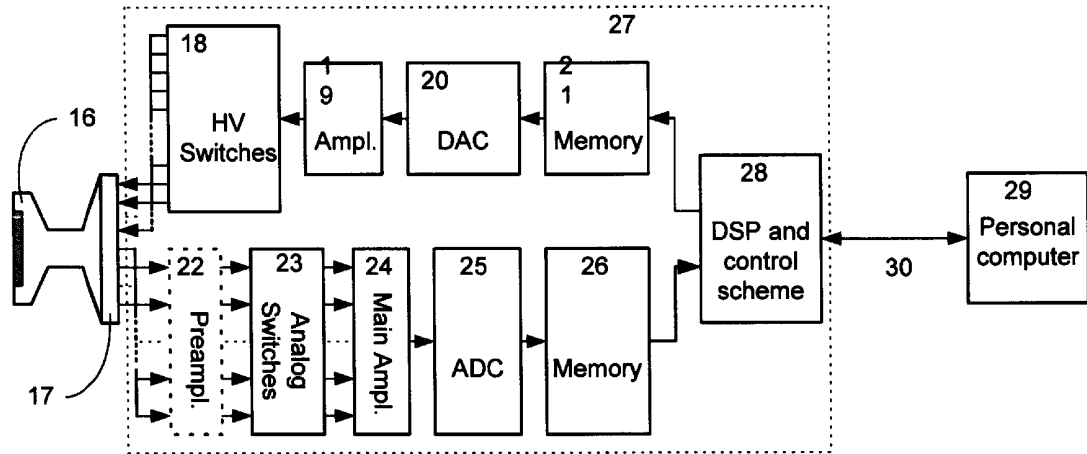 27
18
HV
Switches
1
9
Ampl.
20
DAC
2
1
Memory
16
28
DSP and
control
scheme
29
Personal
computer
30
22
Preampl.
23
Analog
Switches
24
Main Ampl.
25
ADC
26
Memory
17